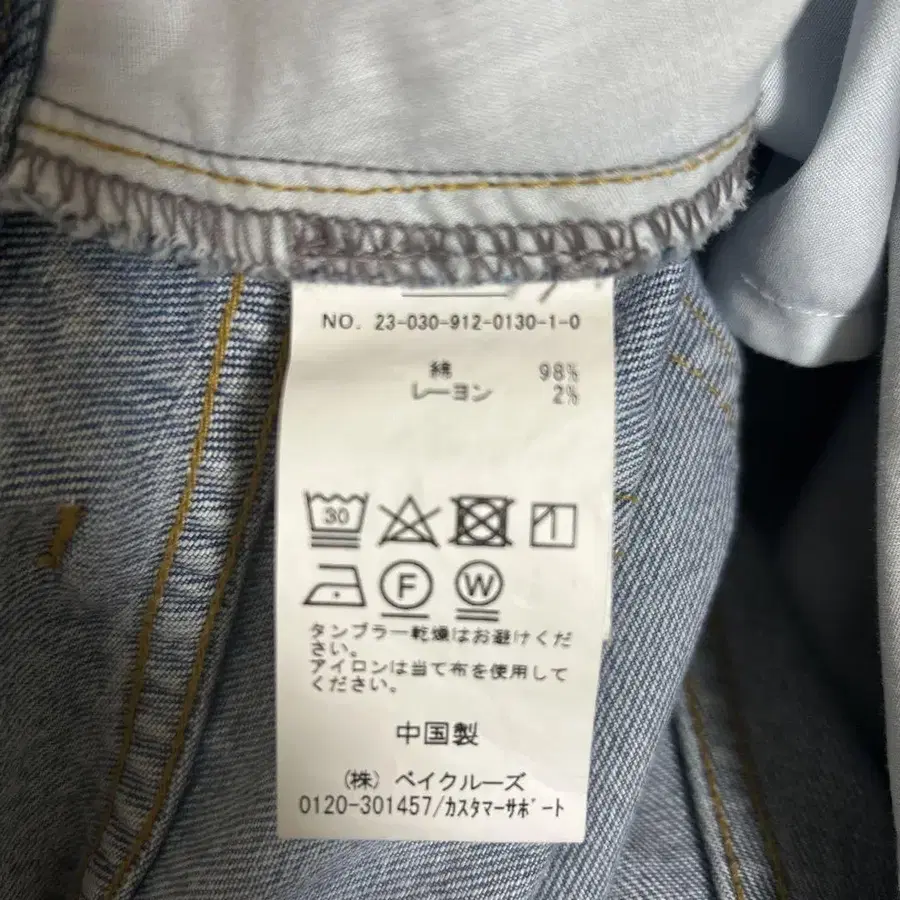 NO. 23-030-912-0130-1-0
綿 98%
レーヨン 2%
30
F W
タンブラー乾燥はお避けくだ
さい。
アイロンは当て布を使用して
ください。
中国製
(株) ベイクルーズ
0120-301457/カスタマーサポート